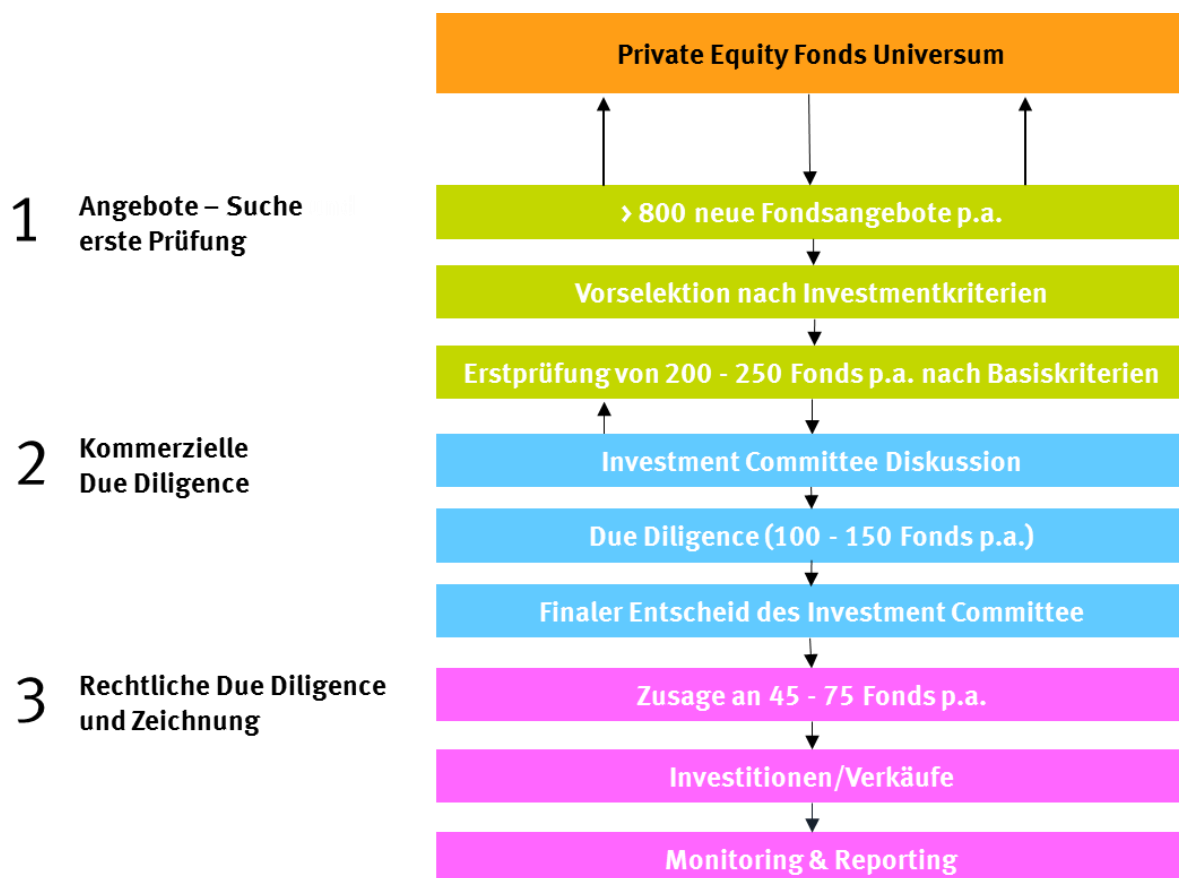 Private Equity Fonds Universum
1
Angebote – Suche
erste Prüfung
> 800 neue Fondsangebote p.a.
Vorselektion nach Investmentkriterien
Erstprüfung von 200 - 250 Fonds p.a. nach Basiskriterien
2
Kommerzielle
Due Diligence
Investment Committee Diskussion
Due Diligence (100 - 150 Fonds p.a.)
Finaler Entscheid des Investment Committee
3
Rechtliche Due Diligence
und Zeichnung
Zusage an 45 - 75 Fonds p.a.
Investitionen/Verkäufe
Monitoring & Reporting